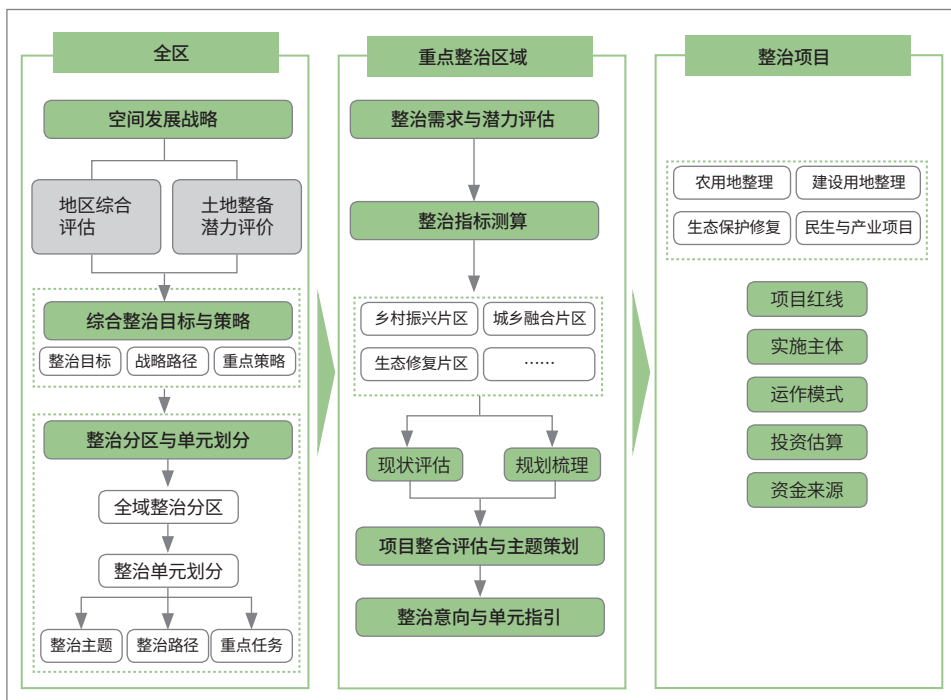 全区
空间发展战略
地区综合
评估
土地整备
潜力评价
综合整治目标与策略
整治目标
战略路径
重点策略
整治分区与单元划分
全域整治分区
整治单元划分
整治主题
整治路径
重点任务
重点整治区域
整治需求与潜力评估
整治指标测算
乡村振兴片区
城乡融合片区
生态修复片区
……
现状评估
规划梳理
项目整合评估与主题策划
整治意向与单元指引
整治项目
农用地整理
建设用地整理
生态保护修复
民生与产业项目
项目红线
实施主体
运作模式
投资估算
资金来源